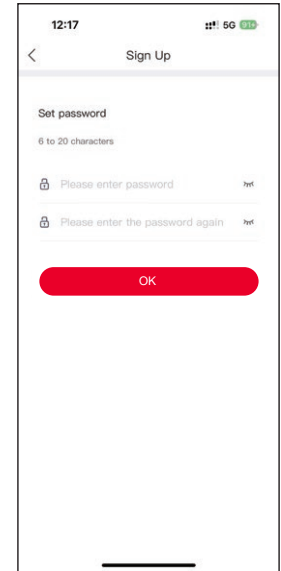 12:17
5G 91+
Sign Up
Set password
6 to 20 characters
Please enter password
Please enter the password again
OK